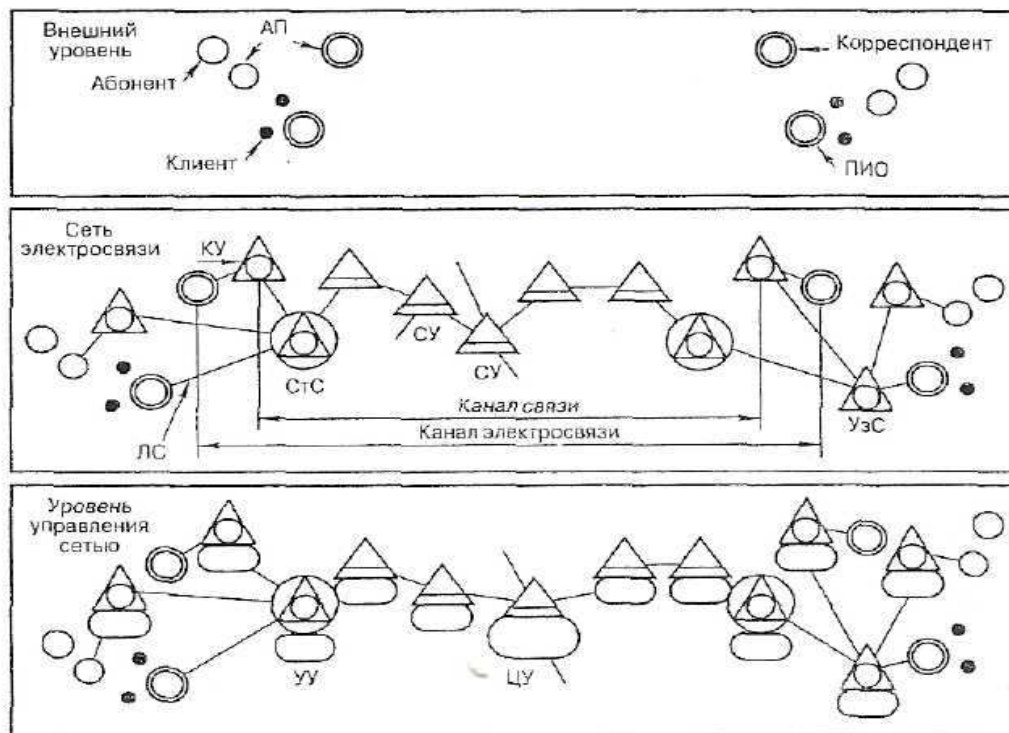 Внешний
уровень
АП
Абонент
Клиент
Корреспондент
ПИО
Сеть
электросвязи
КУ
СУ
СУ
СтС
Канал связи
Канал электросвязи
УзС
ЛС
Уровень
управления
сетью
УУ
ЦУ